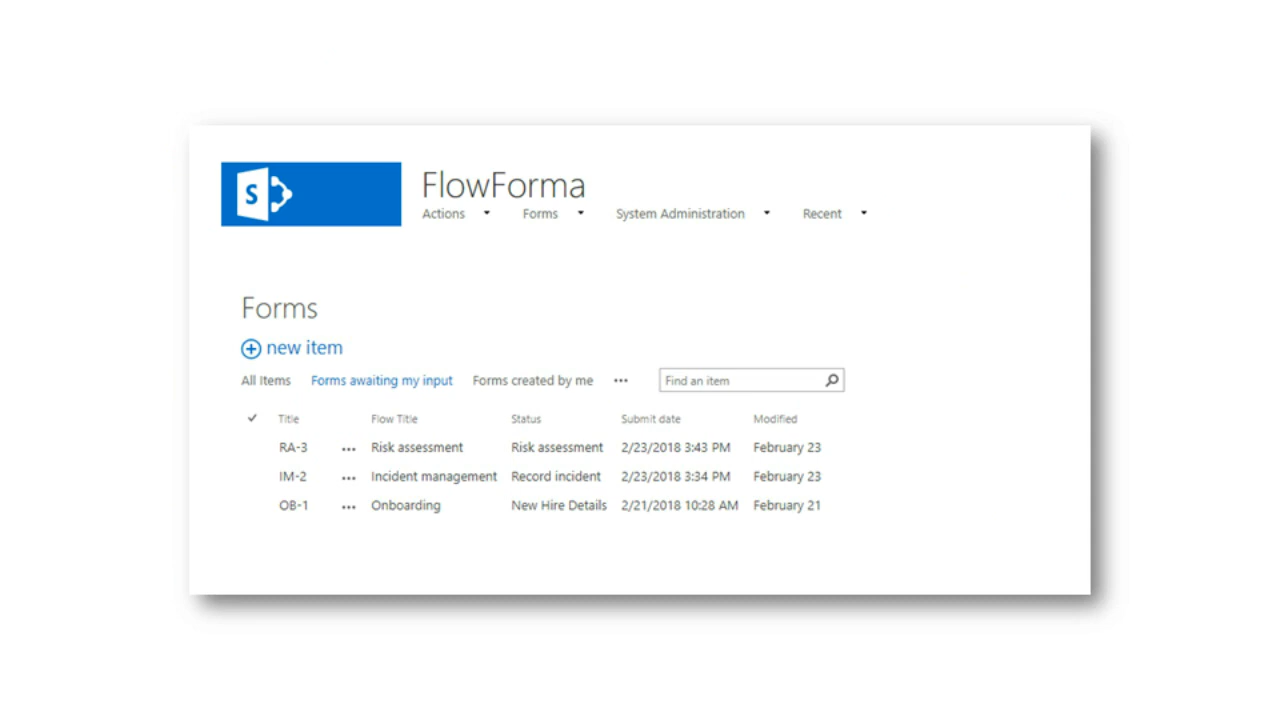 S
FlowForma
Actions Forms System Administration Recent
Forms
new item
All Items Forms awaiting my input Forms created by me ••• Find an item
Title Flow Title Status Submit date Modified
RA-3 ••• Risk assessment Risk assessment 2/23/2018 3:43 PM February 23
IM-2 ••• Incident management Record incident 2/23/2018 3:34 PM February 23
OB-1 ••• Onboarding New Hire Details 2/21/2018 10:28 AM February 21